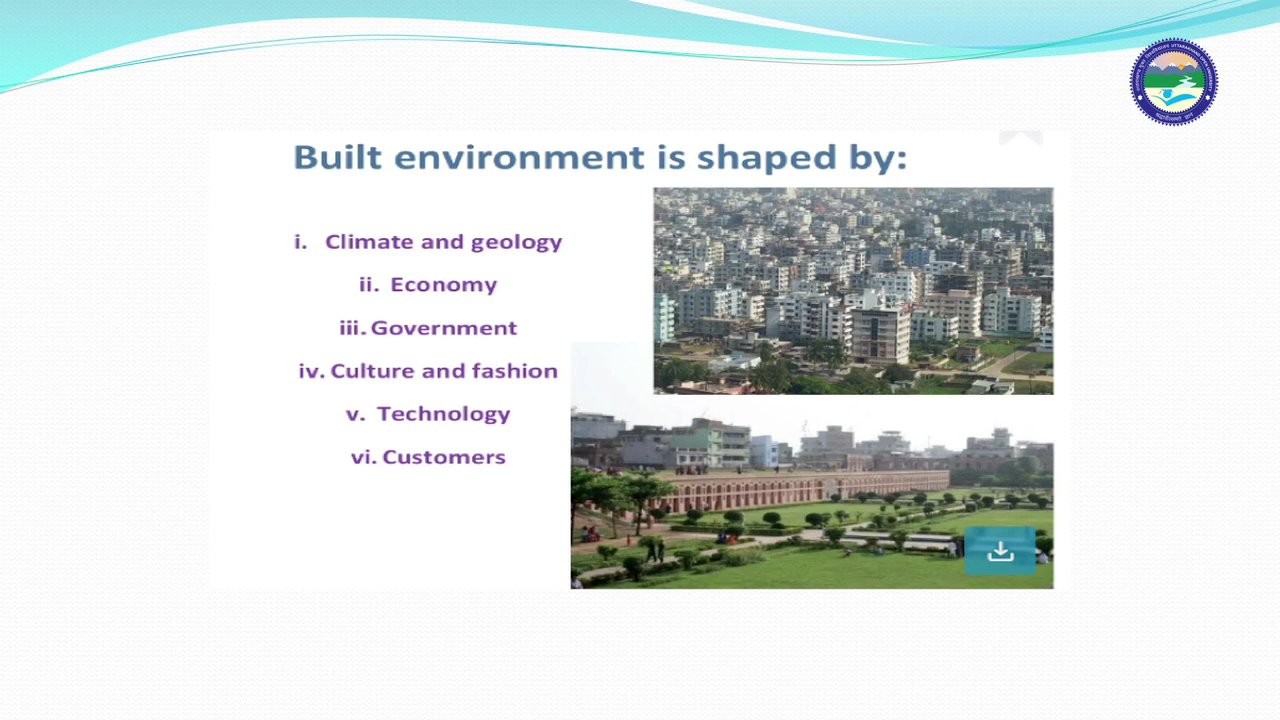 Built environment is shaped by:
i. Climate and geology
ii. Economy
iii. Government
iv. Culture and fashion
v. Technology
vi. Customers